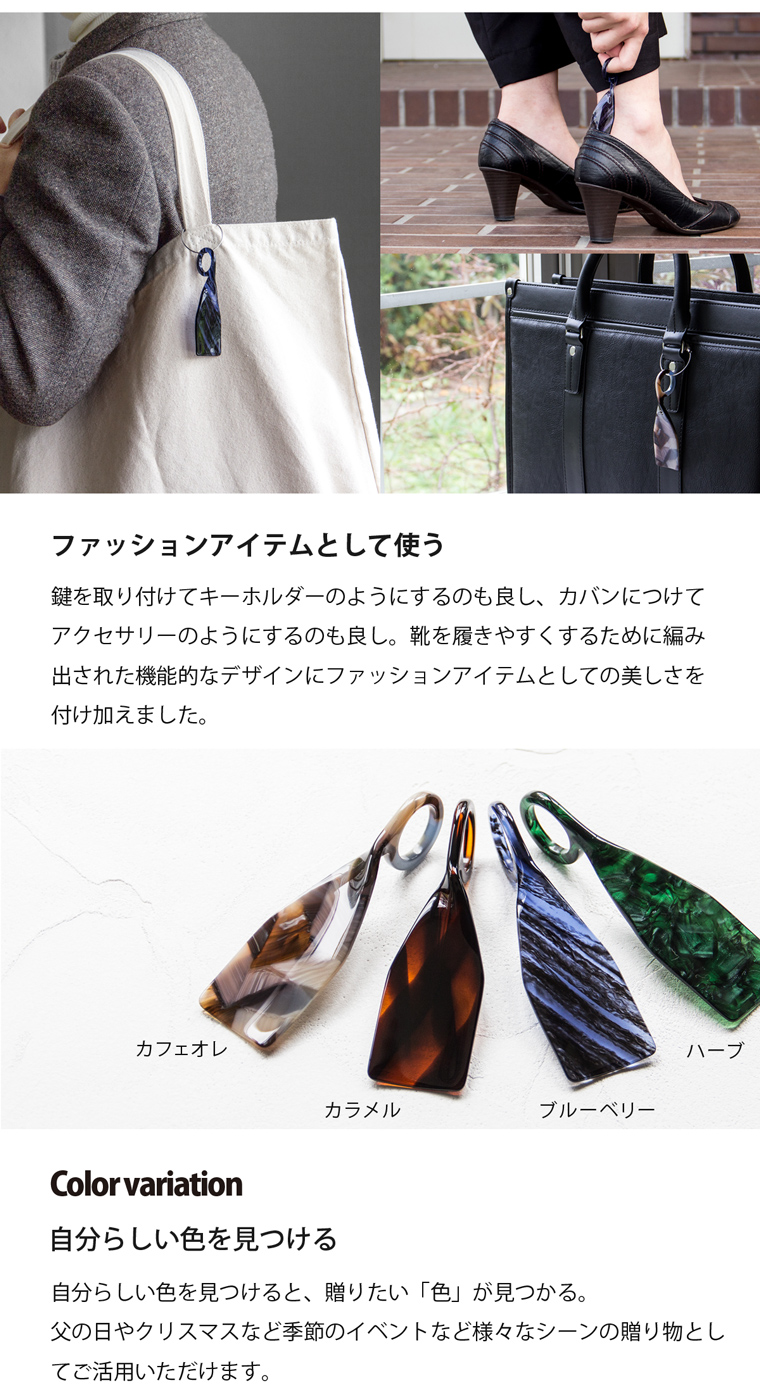 ファッションアイテムとして使う
鍵を取り付けてキーホルダーのようにするのも良し、カバンにつけて
アクセサリーのようにするのも良し。靴を履きやすくするために編み
出された機能的なデザインにファッションアイテムとしての美しさを
付け加えました。
カフェオレ
カラメル
ブルーベリー
ハーブ
Color variation
自分らしい色を見つける
自分らしい色を見つけると、贈りたい「色」が見つかる。
父の日やクリスマスなど季節のイベントなど様々なシーンの贈り物とし
てご活用いただけます。